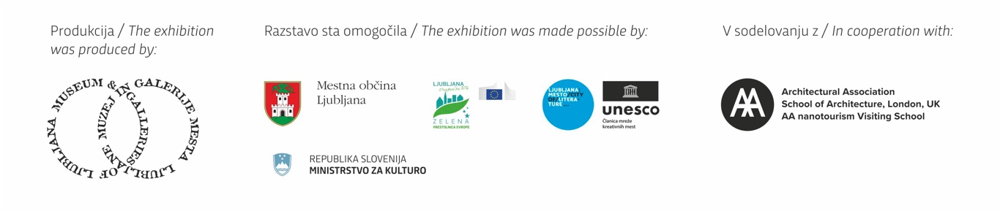 Produkcija / The exhibition
was produced by:
MUSEUM & GALLERIES OF LJUBLJANA
MUZEJ IN GALERIJE MESTA LJUBLJANE
Razstavo sta omogočila / The exhibition was made possible by:
Mestna občina
Ljubljana
LJUBLJANA
ZELENA
PRESTOLNICA EVROPE
LJUBLJANA
MESTO/CITY
OF/LITERA
TURE...
unesco
Članica mreže
kreativnih mest
REPUBLIKA SLOVENIJA
MINISTRSTVO ZA KULTURO
V sodelovanju z / In cooperation with:
AA
Architectural Association
School of Architecture, London, UK
AA nanotourism Visiting School